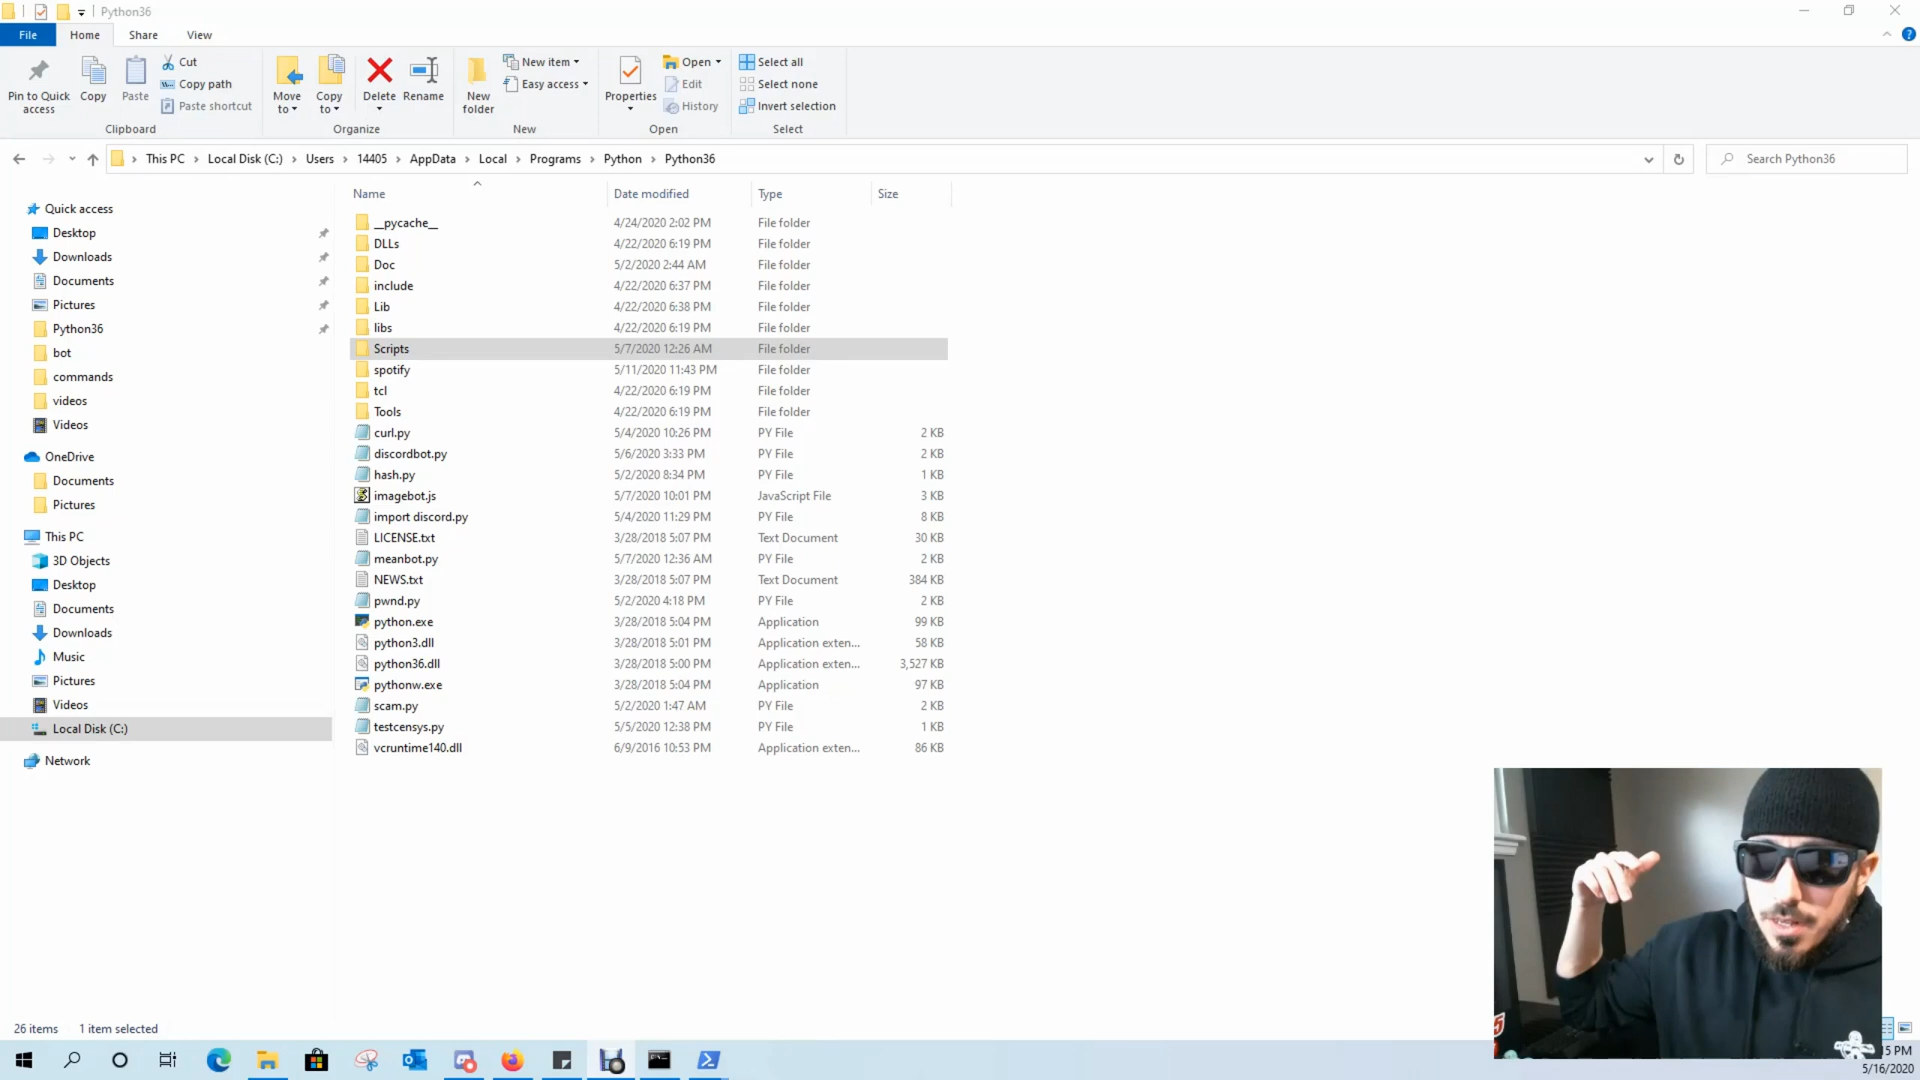 Python36
File Home Share View
Pin to Quick access
Copy
Paste
Cut
Copy path
Paste shortcut
Clipboard
Move to
Copy to
Delete
Rename
Organize
New folder
New item
Easy access
New
Properties
Open
Edit
History
Open
Select all
Select none
Invert selection
Select
This PC > Local Disk (C:) > Users > 14405 > AppData > Local > Programs > Python > Python36
Search Python36
Quick access
Desktop
Downloads
Documents
Pictures
Python36
bot
commands
videos
Videos
OneDrive
Documents
Pictures
This PC
3D Objects
Desktop
Documents
Downloads
Music
Pictures
Videos
Local Disk (C:)
Network
Name Date modified Type Size
__pycache__ 4/24/2020 2:02 PM File folder
DLLs 4/22/2020 6:19 PM File folder
Doc 5/2/2020 2:44 AM File folder
include 4/22/2020 6:37 PM File folder
Lib 4/22/2020 6:38 PM File folder
libs 4/22/2020 6:19 PM File folder
Scripts 5/7/2020 12:26 AM File folder
spotify 5/11/2020 11:43 PM File folder
tcl 4/22/2020 6:19 PM File folder
Tools 4/22/2020 6:19 PM File folder
curl.py 5/4/2020 10:26 PM PY File 2 KB
discordbot.py 5/6/2020 3:33 PM PY File 2 KB
hash.py 5/2/2020 8:34 PM PY File 1 KB
imagebot.js 5/7/2020 10:01 PM JavaScript File 3 KB
import discord.py 5/4/2020 11:29 PM PY File 8 KB
LICENSE.txt 3/28/2018 5:07 PM Text Document 30 KB
meanbot.py 5/7/2020 12:36 AM PY File 2 KB
NEWS.txt 3/28/2018 5:07 PM Text Document 384 KB
pwnd.py 5/2/2020 4:18 PM PY File 2 KB
python.exe 3/28/2018 5:04 PM Application 99 KB
python3.dll 3/28/2018 5:01 PM Application exten... 58 KB
python36.dll 3/28/2018 5:00 PM Application exten... 3,527 KB
pythonw.exe 3/28/2018 5:04 PM Application 97 KB
scam.py 5/2/2020 1:47 AM PY File 2 KB
testcensys.py 5/5/2020 12:38 PM PY File 1 KB
vcruntime140.dll 6/9/2016 10:53 PM Application exten... 86 KB
26 items 1 item selected
15 PM
5/16/2020